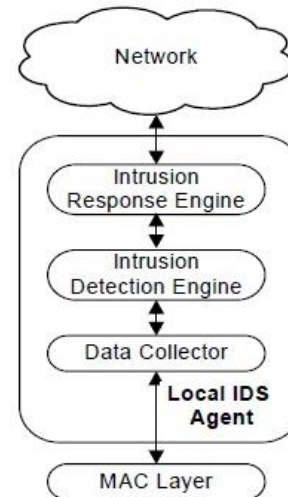 Network
Intrusion
Response Engine
Intrusion
Detection Engine
Data Collector
Local IDS
Agent
MAC Layer